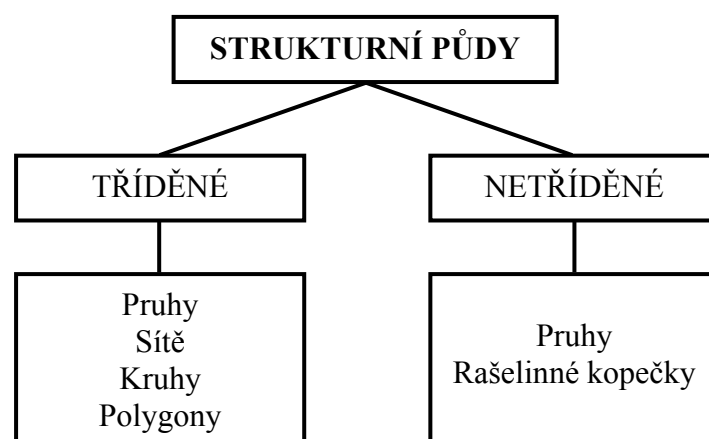 STRUKTURNÍ PŮDY
TŘÍDĚNÉ
NETŘÍDĚNÉ
Pruhy
Sítě
Kruhy
Polygony
Pruhy
Rašelinné kopečky